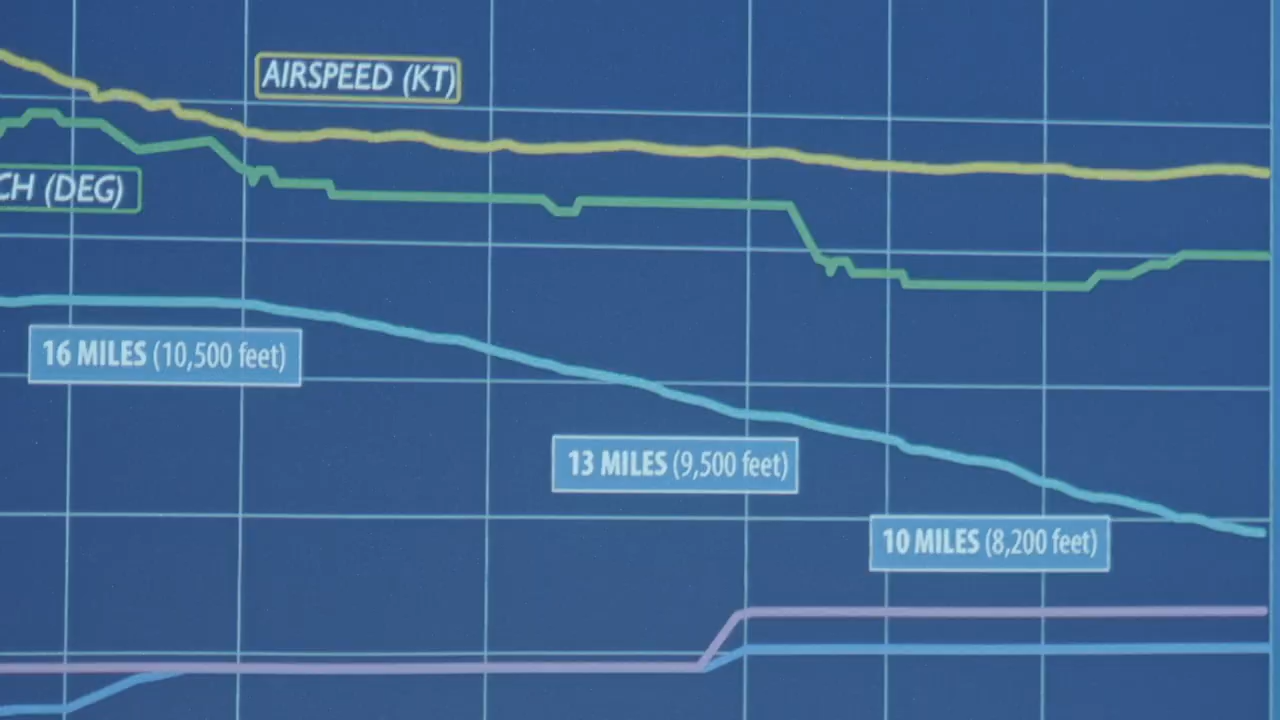 AIRSPEED (KT)
CH (DEG)
16 MILES (10,500 feet)
13 MILES (9,500 feet)
10 MILES (8,200 feet)